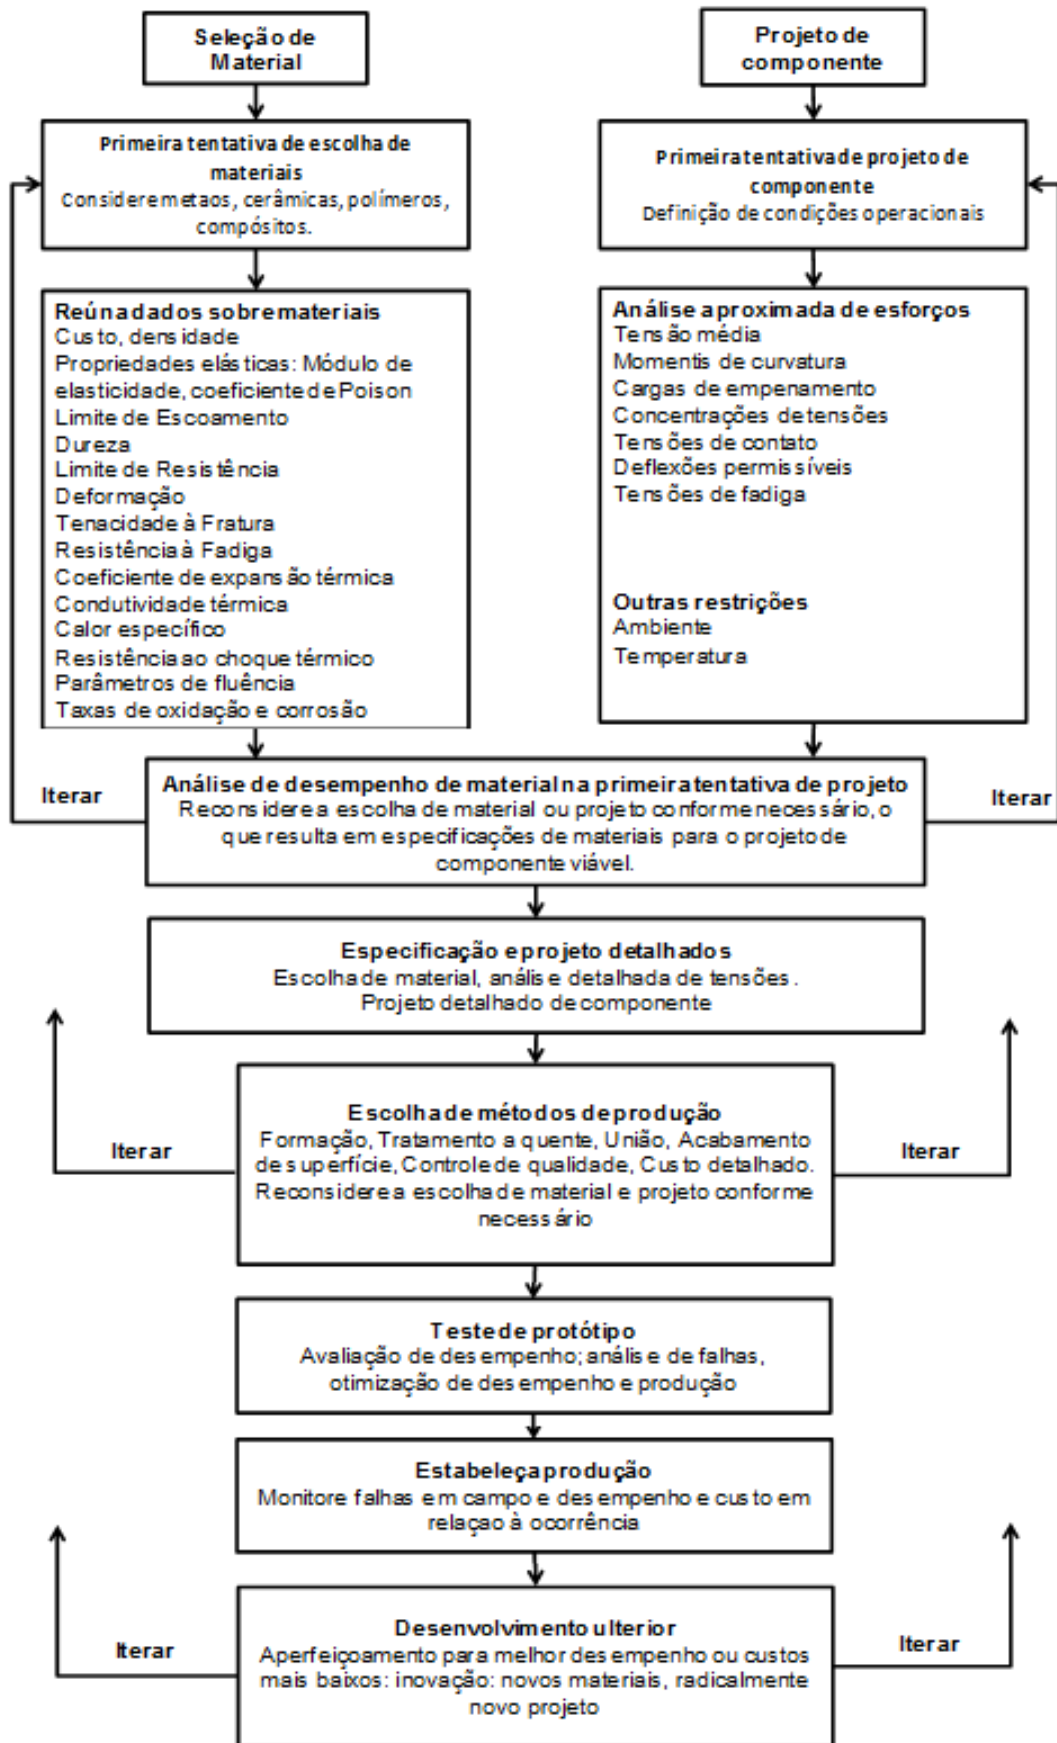 Seleção de
Material
Projeto de
componente
Primeira tentativa de escolha de
materiais
Considere metaos, cerâmicas, polímeros,
compósitos.
Primeira tentativa de projeto de
componente
Definição de condições operacionais
Reúna dados sobre materiais
Custo, densidade
Propriedades elásticas: Módulo de
elasticidade, coeficiente de Poison
Limite de Escoamento
Dureza
Limite de Resistência
Deformação
Tenacidade à Fratura
Resistência à Fadiga
Coeficiente de expansão térmica
Condutividade térmica
Calor específico
Resistência ao choque térmico
Parâmetros de fluência
Taxas de oxidação e corrosão
Análise aproximada de esforços
Tensão média
Momentis de curvatura
Cargas de empenamento
Concentrações de tensões
Tensões de contato
Deflexões permissíveis
Tensões de fadiga
Outras restrições
Ambiente
Temperatura
Iterar
Análise de desempenho de material na primeira tentativa de projeto
Reconsidere a escolha de material ou projeto conforme necessário, o
que resulta em especificações de materiais para o projeto de
componente viável.
Iterar
Especificação e projeto detalhados
Escolha de material, análise detalhada de tensões.
Projeto detalhado de componente
Iterar
Escolha de métodos de produção
Formação, Tratamento a quente, União, Acabamento
de superfície, Controle de qualidade, Custo detalhado.
Reconsidere a escolha de material e projeto conforme
necessário
Iterar
Teste de protótipo
Avaliação de desempenho; análise de falhas,
otimização de desempenho e produção
Estabeleça produção
Monitore falhas em campo e desempenho e custo em
relaçao à ocorrência
Iterar
Desenvolvimento ulterior
Aperfeiçoamento para melhor desempenho ou custos
mais baixos: inovação: novos materiais, radicalmente
novo projeto
Iterar